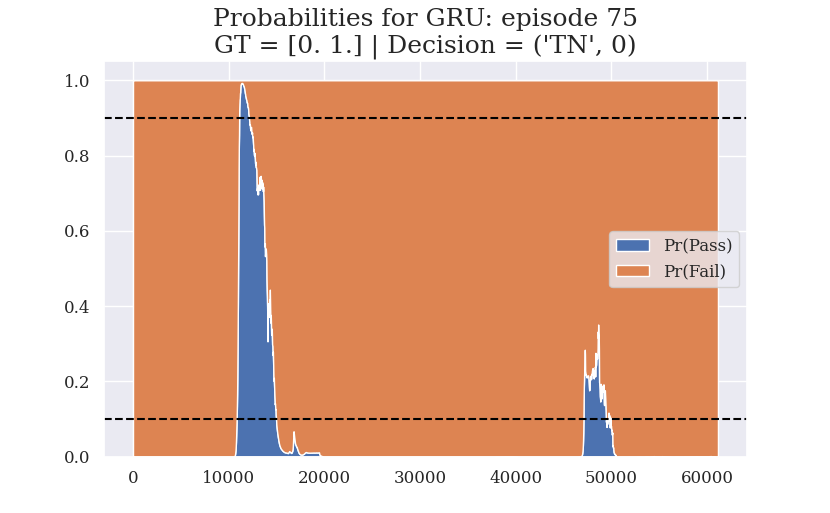 Probabilities for GRU: episode 75
GT = [0. 1.] | Decision = ('TN', 0)
1.0
0.8
0.6
0.4
0.2
0.0
Pr(Pass)
Pr(Fail)
0 10000 20000 30000 40000 50000 60000